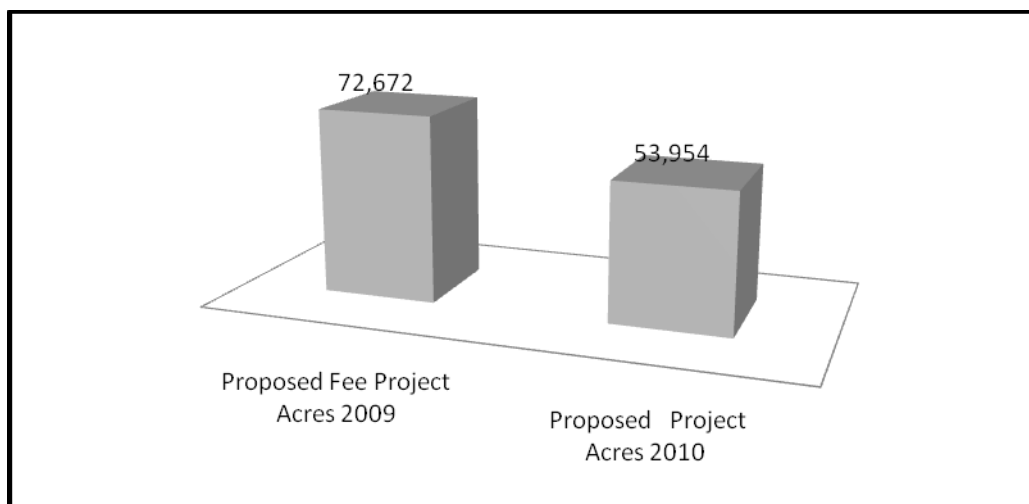 72,672
53,954
Proposed Fee Project
Acres 2009
Proposed Project
Acres 2010